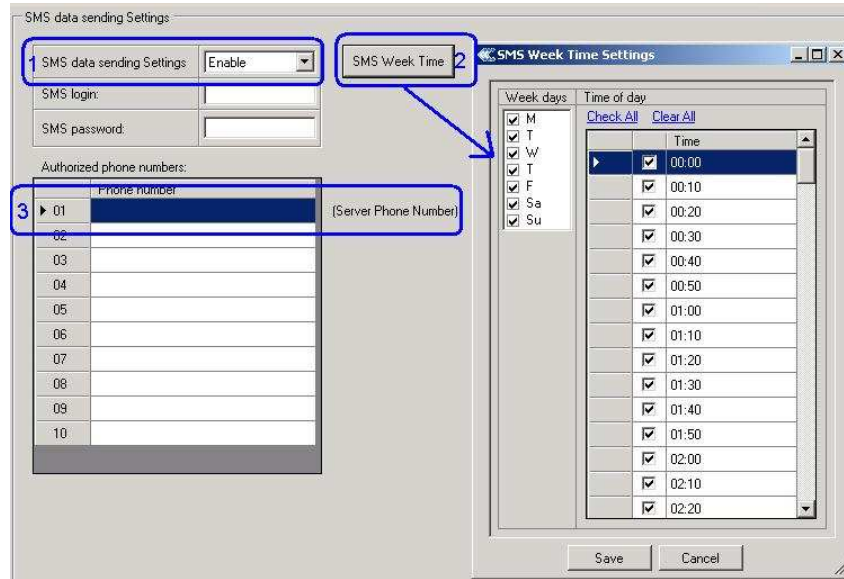 SMS data sending Settings
1 SMS data sending Settings Enable
SMS Week Time 2
SMS login:
SMS password:
Authorized phone numbers:
Phone number
3 01 (Server Phone Number)
02
03
04
05
06
07
08
09
10
SMS Week Time Settings
Week days
M
T
W
T
F
Sa
Su
Time of day
Check All Clear All
Time
00:00
00:10
00:20
00:30
00:40
00:50
01:00
01:10
01:20
01:30
01:40
01:50
02:00
02:10
02:20
Save Cancel